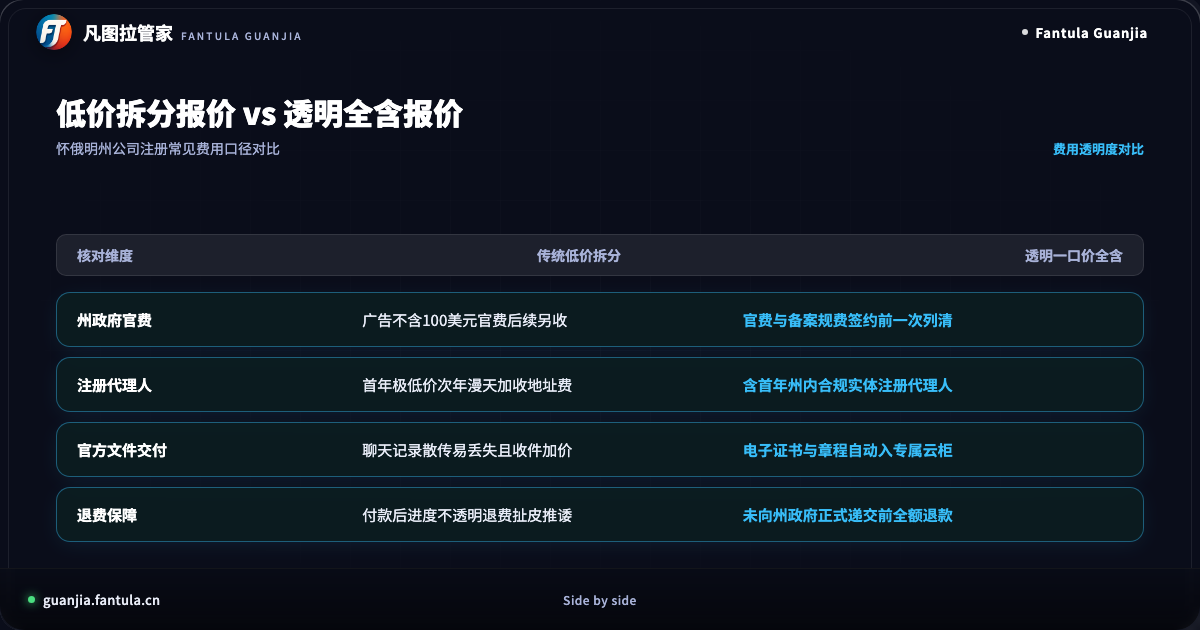 FT 凡图拉管家 FANTULA GUANJIA
Fantula Guanjia
低价拆分报价 vs 透明全含报价
怀俄明州公司注册常见费用口径对比
费用透明度对比
核对维度 传统低价拆分 透明一口价全含
州政府官费 广告不含100美元官费后续另收 官费与备案规费签约前一次列清
注册代理人 首年极低价次年漫天加收地址费 含首年州内合规实体注册代理人
官方文件交付 聊天记录散传易丢失且收件加价 电子证书与章程自动入专属云柜
退费保障 付款后进度不透明退费扯皮推诿 未向州政府正式递交前全额退款
guanjia.fantula.cn Side by side